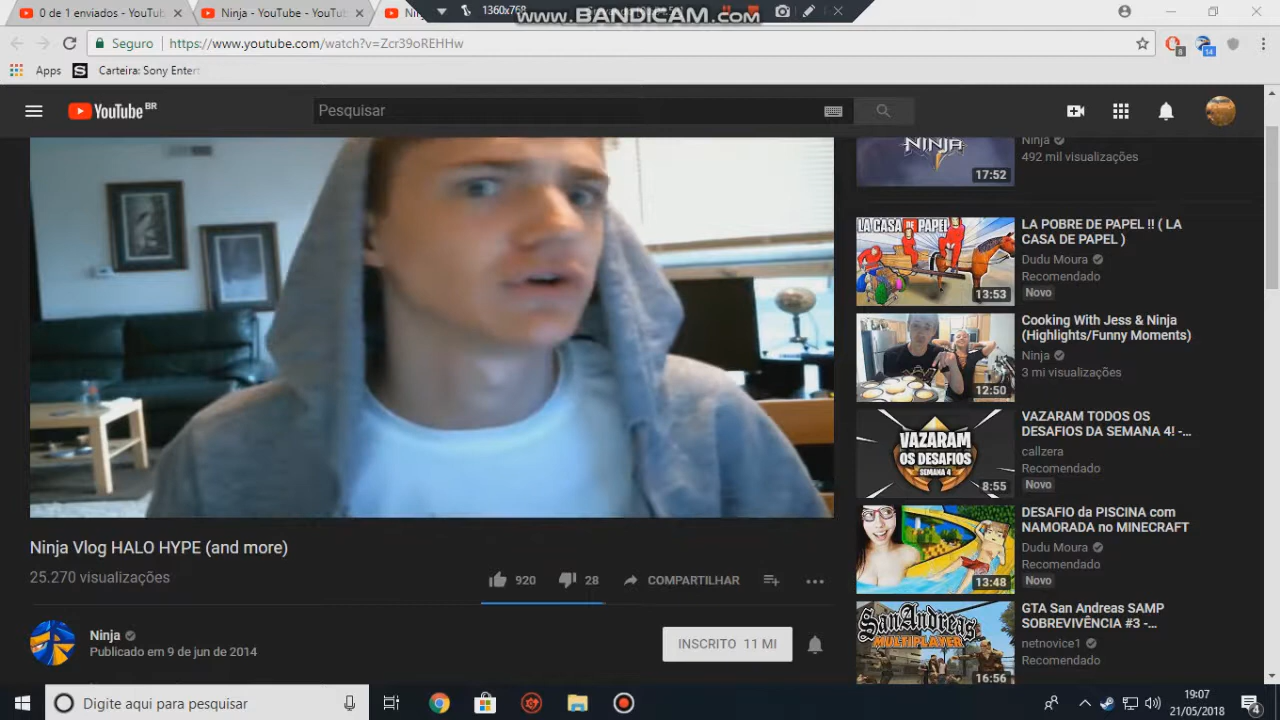 0 de 1 enviados - YouTub
Ninja - YouTube - YouTub
Nin
1360x768
www.BANDICAM.com
Seguro
https://www.youtube.com/watch?v=Zcr39oREHHw
8
14
Apps
S
Carteira: Sony Entert
YouTube BR
Pesquisar
NINJA
17:52
Ninja
492 mil visualizações
LA CASA DE PAPEL
13:53
LA POBRE DE PAPEL !! ( LA
CASA DE PAPEL )
Dudu Moura
Recomendado
Novo
12:50
Cooking With Jess & Ninja
(Highlights/Funny Moments)
Ninja
3 mi visualizações
VAZARAM
OS DESAFIOS
SEMANA 4
8:55
VAZARAM TODOS OS
DESAFIOS DA SEMANA 4! -...
callzera
Recomendado
Novo
13:48
DESAFIO da PISCINA com
NAMORADA no MINECRAFT
Dudu Moura
Recomendado
Novo
SanAndreas
MULTIPLAYER
16:56
GTA San Andreas SAMP
SOBREVIVÊNCIA #3 -...
netnovice1
Recomendado
Ninja Vlog HALO HYPE (and more)
25.270 visualizações
920
28
COMPARTILHAR
Ninja
Publicado em 9 de jun de 2014
INSCRITO 11 MI
Digite aqui para pesquisar
19:07
21/05/2018
4